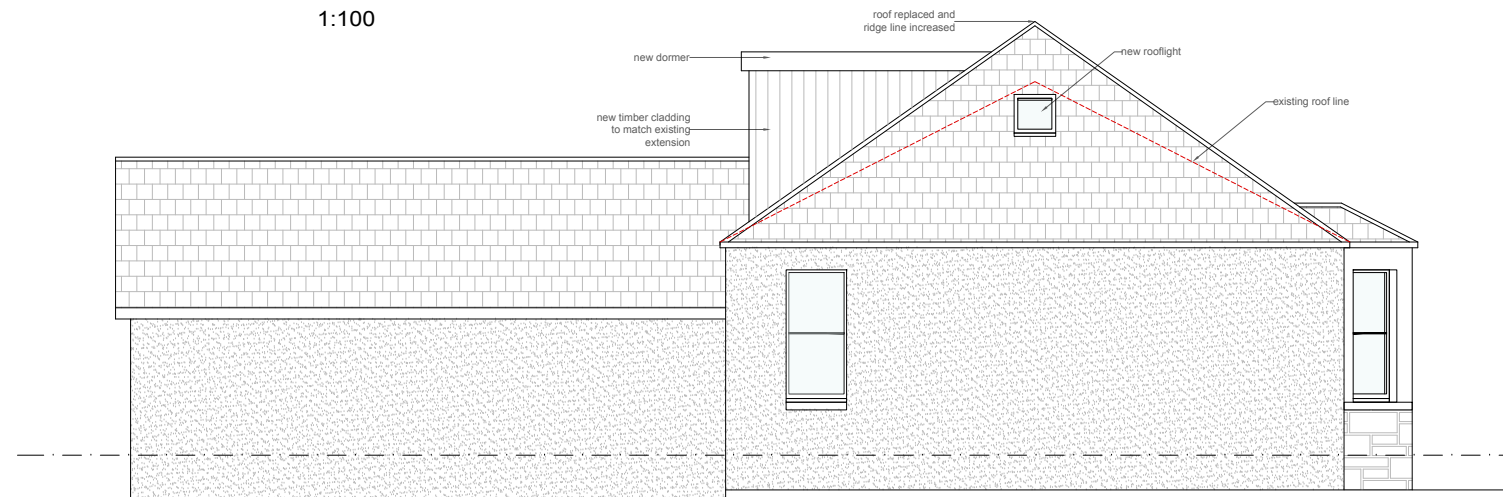 1:100
roof replaced and
ridge line increased
new dormer
new rooflight
existing roof line
new timber cladding
to match existing
extension